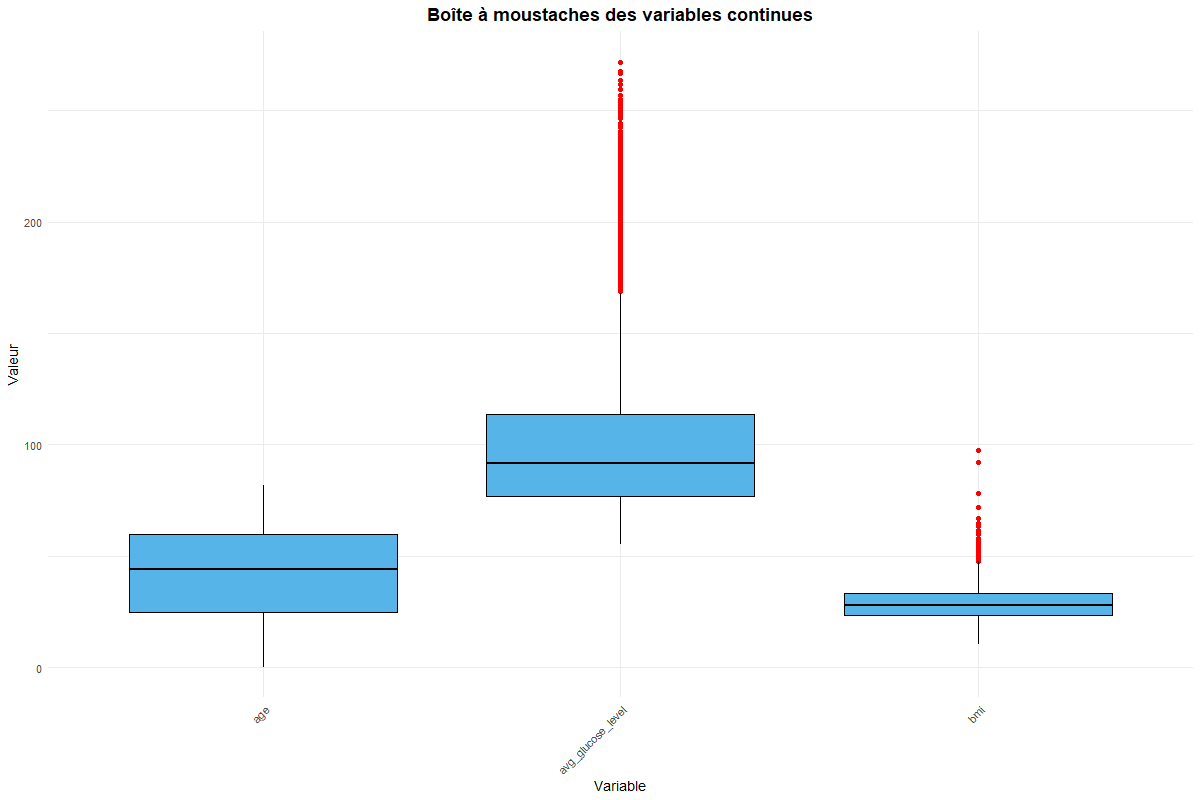 Boîte à moustaches des variables continues
Valeur
200
100
0
age
avg_glucose_level
bmi
Variable